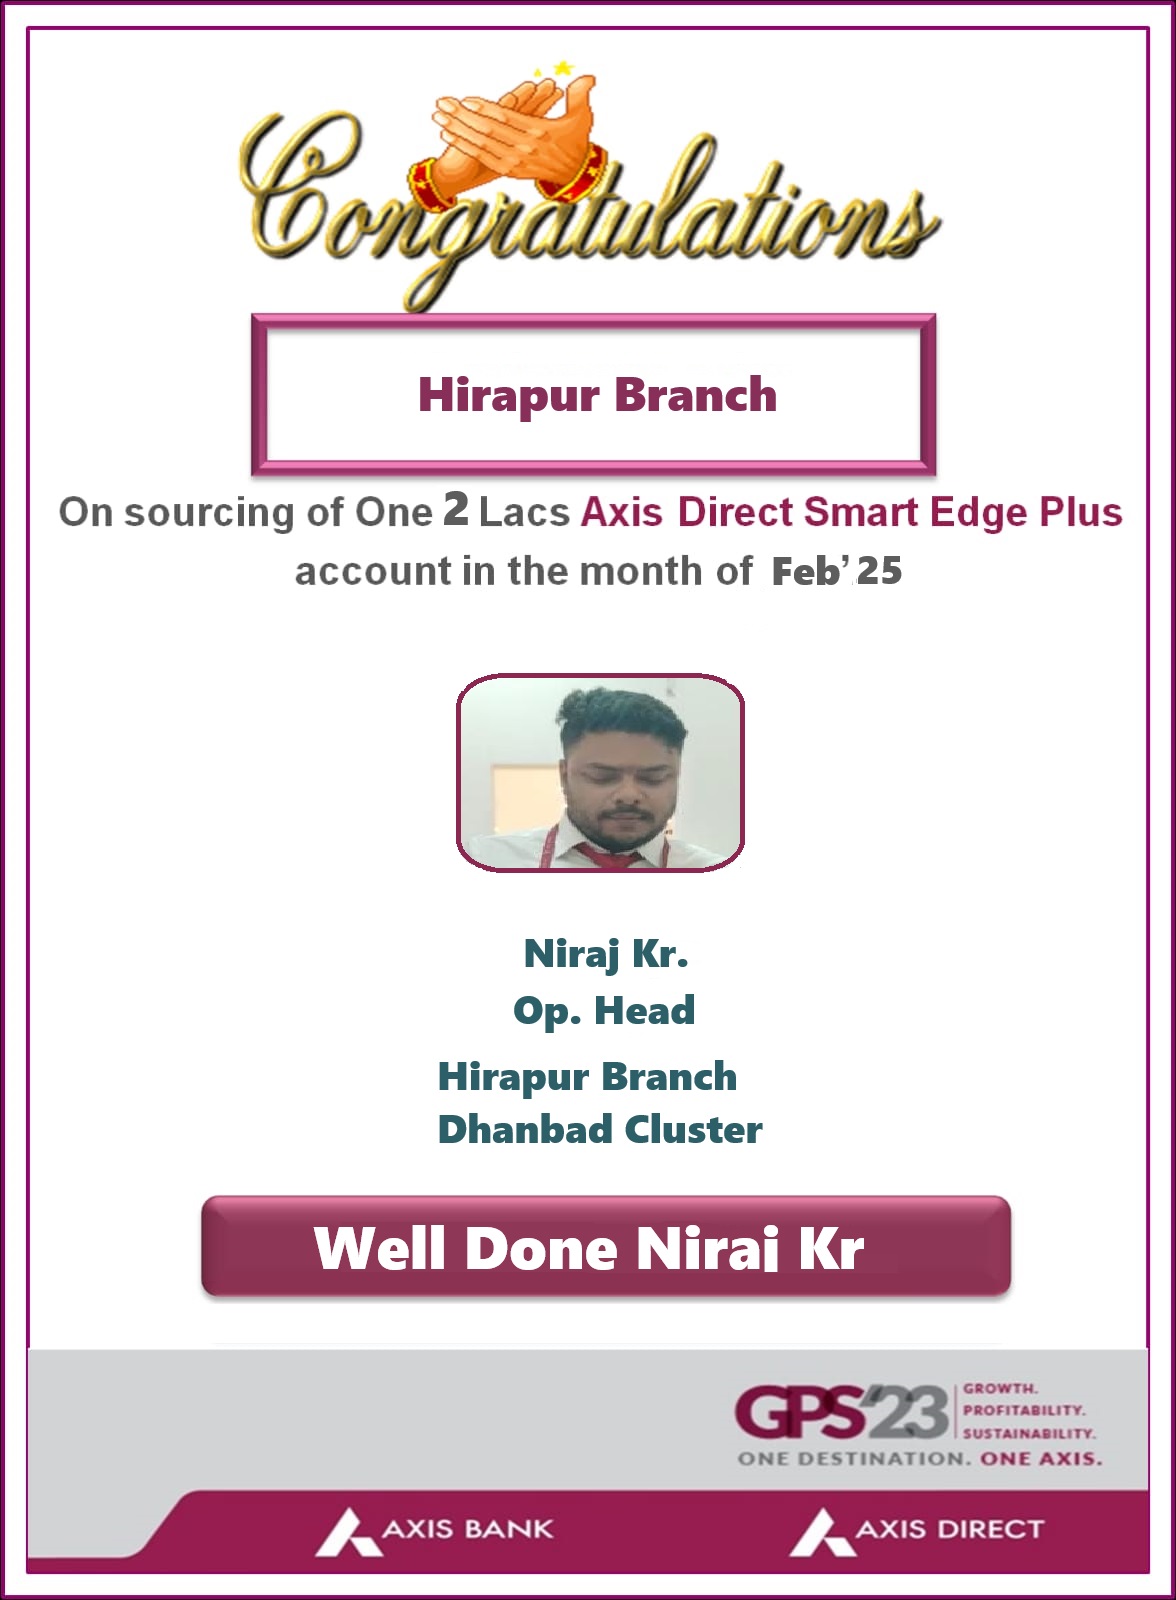 Congratulations
Hirapur Branch
On sourcing of One 2 Lacs Axis Direct Smart Edge Plus
account in the month of Feb’25
Niraj Kr.
Op. Head
Hirapur Branch
Dhanbad Cluster
Well Done Niraj Kr
GPS’23
GROWTH.
PROFITABILITY.
SUSTAINABILITY.
ONE DESTINATION. ONE AXIS.
AXIS BANK
AXIS DIRECT